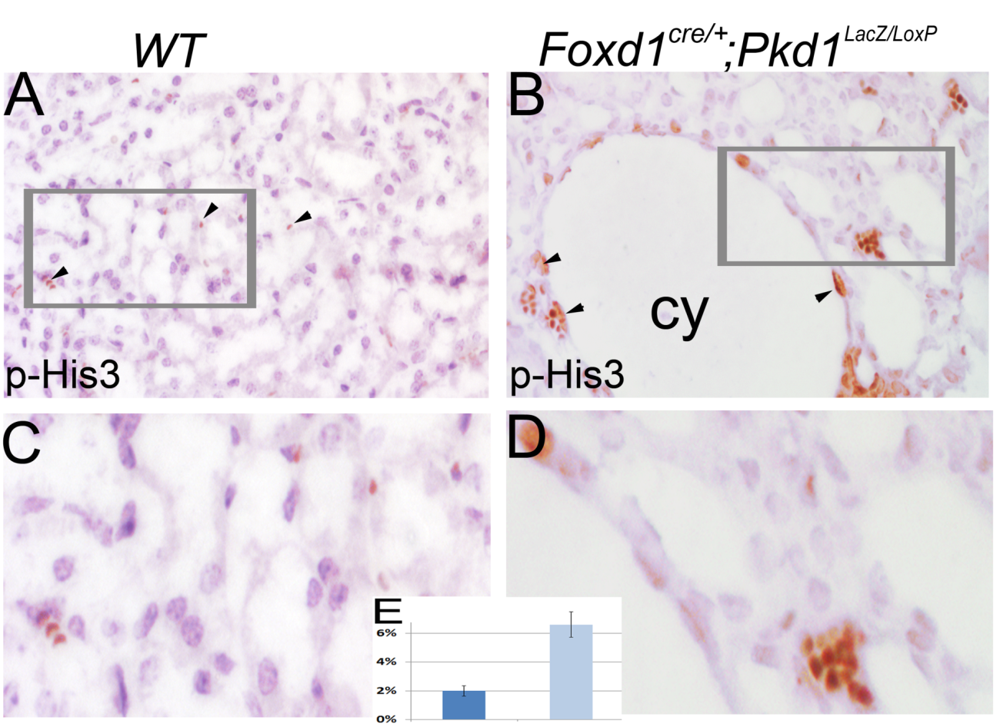 WT
Foxd1cre/+;Pkd1LacZ/LoxP
A
B
cy
p-His3
p-His3
C
D
E
6%
4%
2%
0%